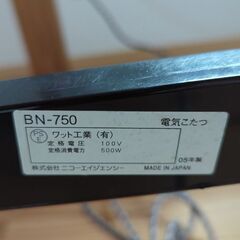 BN-750 電気こたつ
PS E ワット工業（有）
定格電圧 100V
定格消費電力 500W 05年製
株式会社ニコーエイジェンシー MADE IN JAPAN